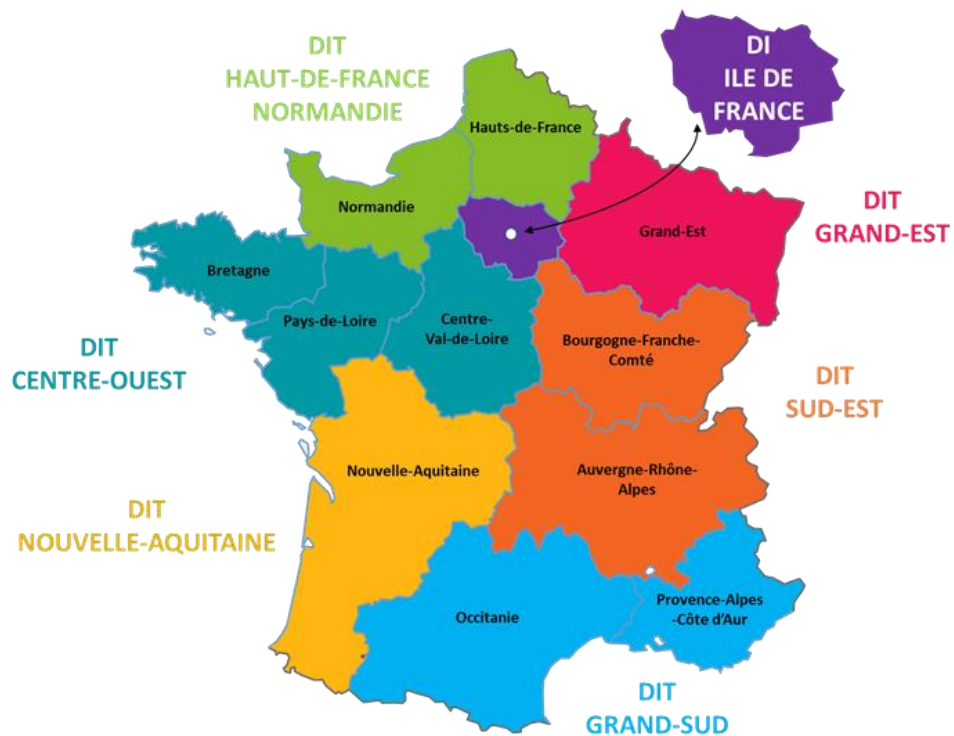 DIT
HAUT-DE-FRANCE
NORMANDIE
DI
ILE DE
FRANCE
Hauts-de-France
Normandie
DIT
GRAND-EST
Grand-Est
Bretagne
Pays-de-Loire
Centre-
Val-de-Loire
Bourgogne-Franche-
Comté
DIT
CENTRE-OUEST
DIT
SUD-EST
Nouvelle-Aquitaine
Auvergne-Rhône-
Alpes
DIT
NOUVELLE-AQUITAINE
Occitanie
Provence-Alpes
-Côte d'Aur
DIT
GRAND-SUD